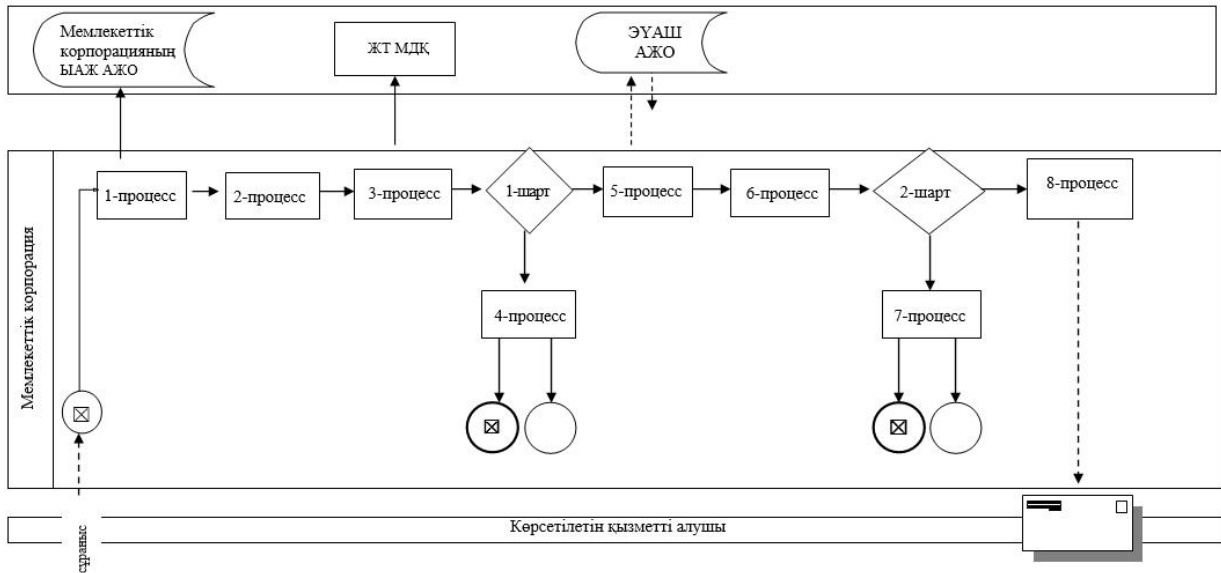 Мемлекеттік
корпорацияның
ЫАЖ АЖО
ЖТ МДҚ
ЭҮАШ
АЖО
Мемлекеттік корпорация
1-процесс
2-процесс
3-процесс
1-шарт
5-процесс
6-процесс
2-шарт
8-процесс
4-процесс
7-процесс
Көрсетілетін қызметті алушы
сұраныс